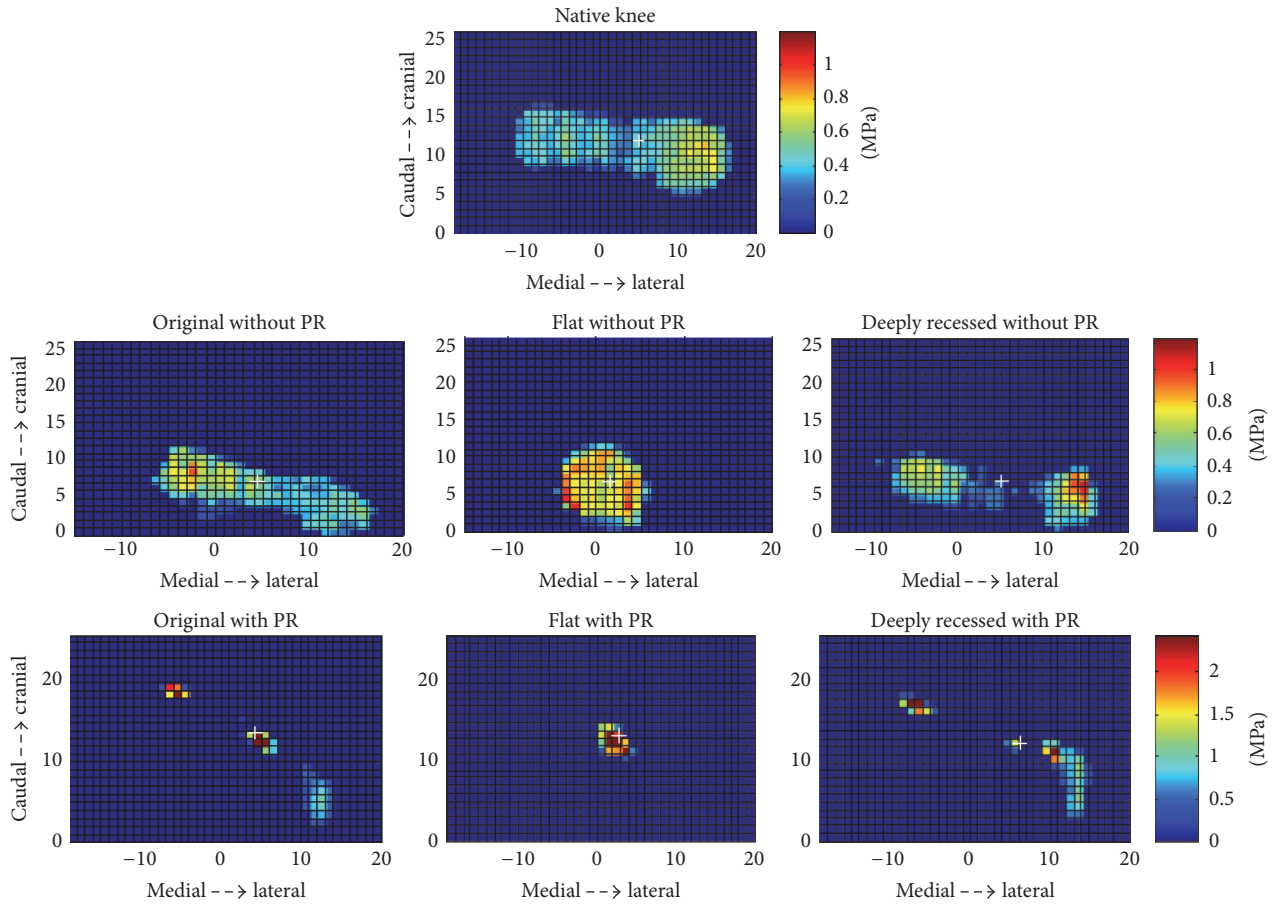 Native knee
25
20
15
10
5
0
Caudal --→ cranial
−10 0 10 20
Medial --→ lateral
1
0.8
0.6
0.4
0.2
0
(MPa)
Original without PR
25
20
15
10
5
0
Caudal --→ cranial
−10 0 10 20
Medial --→ lateral
Flat without PR
25
20
15
10
5
0
−10 0 10 20
Medial --→ lateral
Deeply recessed without PR
25
20
15
10
5
0
−10 0 10 20
Medial --→ lateral
1
0.8
0.6
0.4
0.2
0
(MPa)
Original with PR
20
10
0
Caudal --→ cranial
−10 0 10 20
Medial --→ lateral
Flat with PR
20
10
0
−10 0 10 20
Medial --→ lateral
Deeply recessed with PR
20
10
0
−10 0 10 20
Medial --→ lateral
2
1.5
1
0.5
0
(MPa)